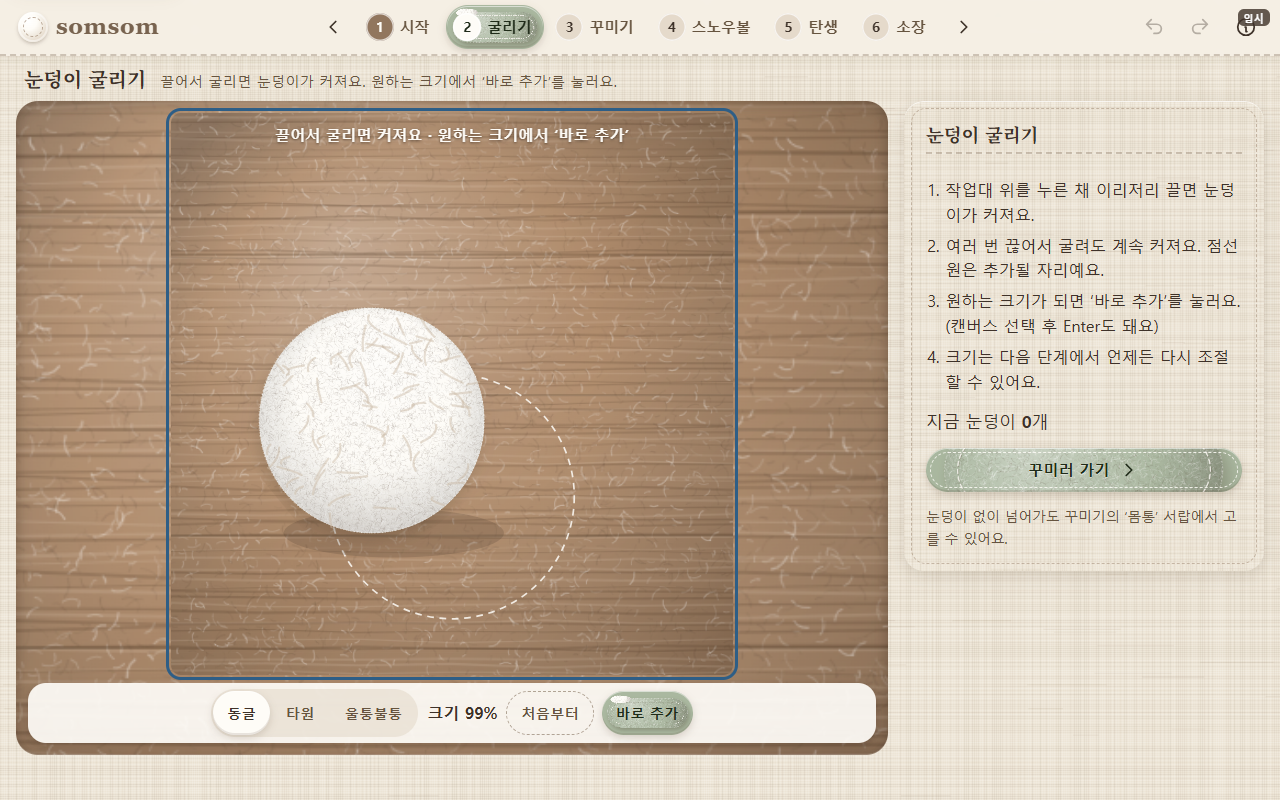 somsom
1 시작
2 굴리기
3 꾸미기
4 스노우볼
5 탄생
6 소장
임시
눈덩이 굴리기
끌어서 굴리면 눈덩이가 커져요. 원하는 크기에서 ‘바로 추가’를 눌러요.
끌어서 굴리면 커져요 · 원하는 크기에서 ‘바로 추가’
동글
타원
울퉁불퉁
크기 99%
처음부터
바로 추가
눈덩이 굴리기
1. 작업대 위를 누른 채 이리저리 끌면 눈덩
이가 커져요.
2. 여러 번 끊어서 굴려도 계속 커져요. 점선
원은 추가될 자리예요.
3. 원하는 크기가 되면 ‘바로 추가’를 눌러요.
(캔버스 선택 후 Enter도 돼요)
4. 크기는 다음 단계에서 언제든 다시 조절
할 수 있어요.
지금 눈덩이 0개
꾸미러 가기
눈덩이 없이 넘어가도 꾸미기의 ‘몸통’ 서랍에서 고
를 수 있어요.